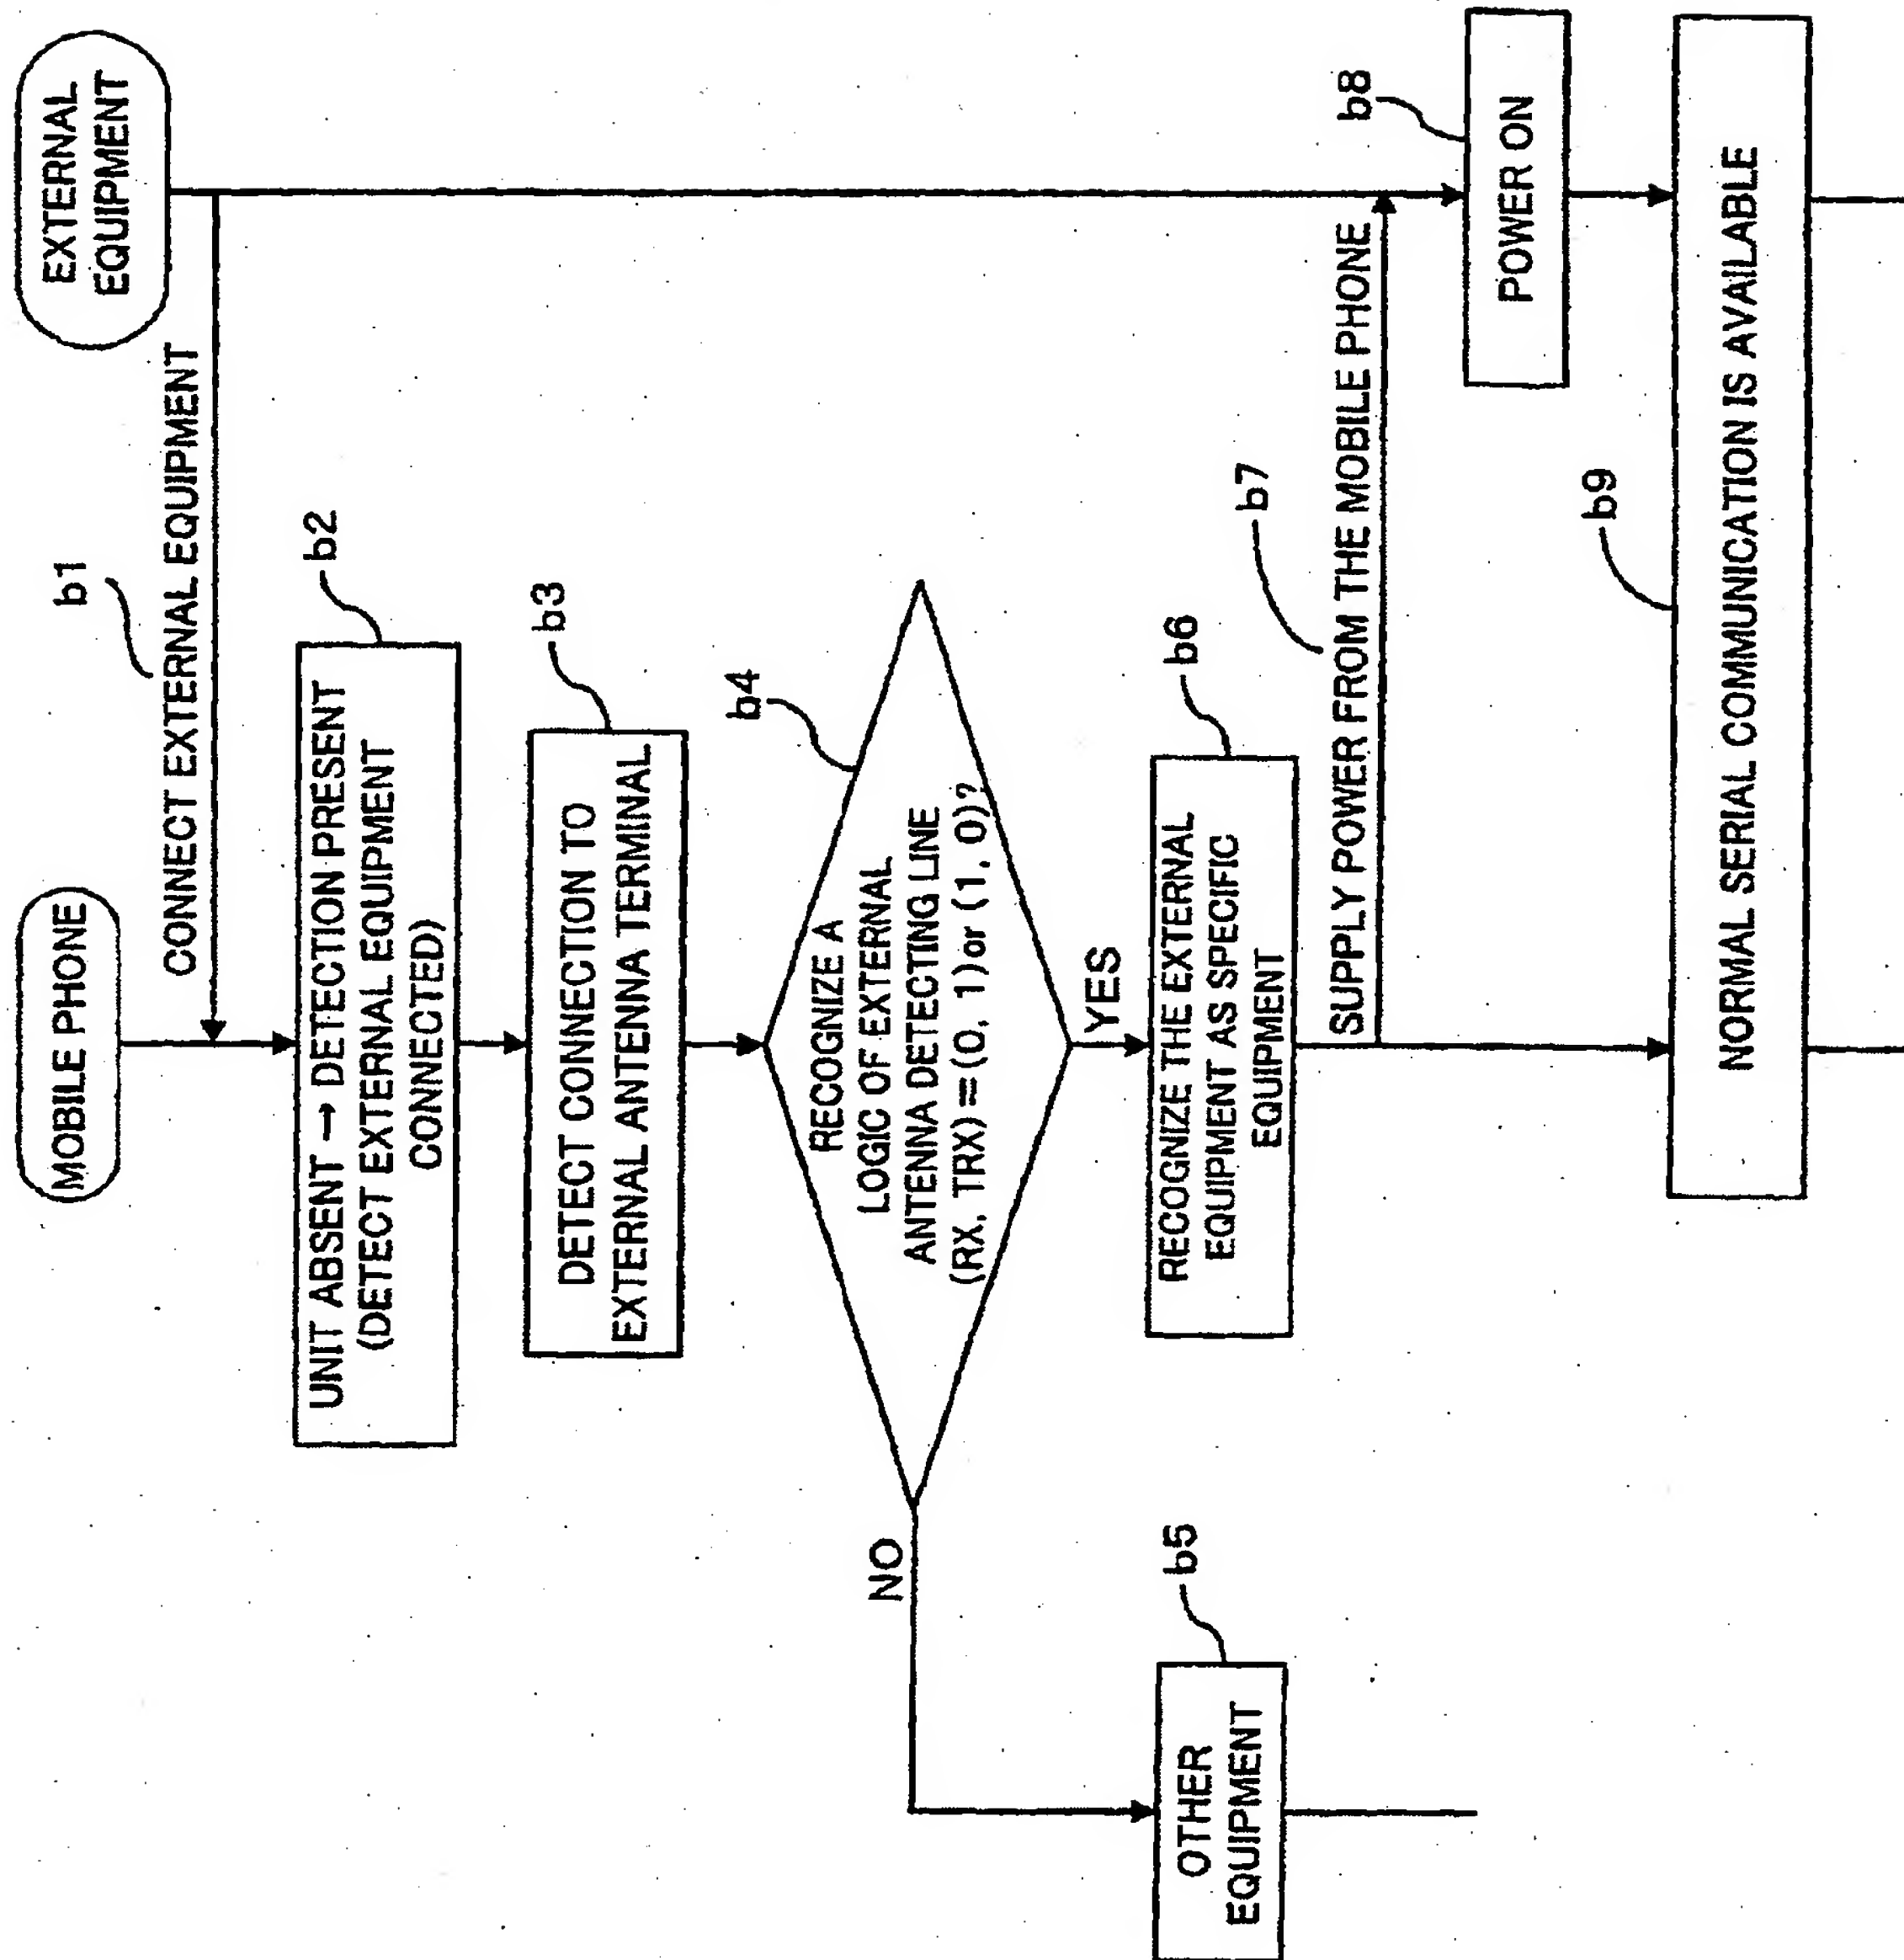 MOBILE PHONE
EXTERNAL
EQUIPMENT
b1
CONNECT EXTERNAL EQUIPMENT
b2
UNIT ABSENT → DETECTION PRESENT
(DETECT EXTERNAL EQUIPMENT
CONNECTED)
b3
DETECT CONNECTION TO
EXTERNAL ANTENNA TERMINAL
b4
RECOGNIZE A
LOGIC OF EXTERNAL
ANTENNA DETECTING LINE
(RX, TRX)=(0, 1)or (1, 0)?
NO
YES
b5
OTHER
EQUIPMENT
b6
RECOGNIZE THE EXTERNAL
EQUIPMENT AS SPECIFIC
EQUIPMENT
b7
SUPPLY POWER FROM THE MOBILE PHONE
b8
POWER ON
b9
NORMAL SERIAL COMMUNICATION IS AVAILABLE